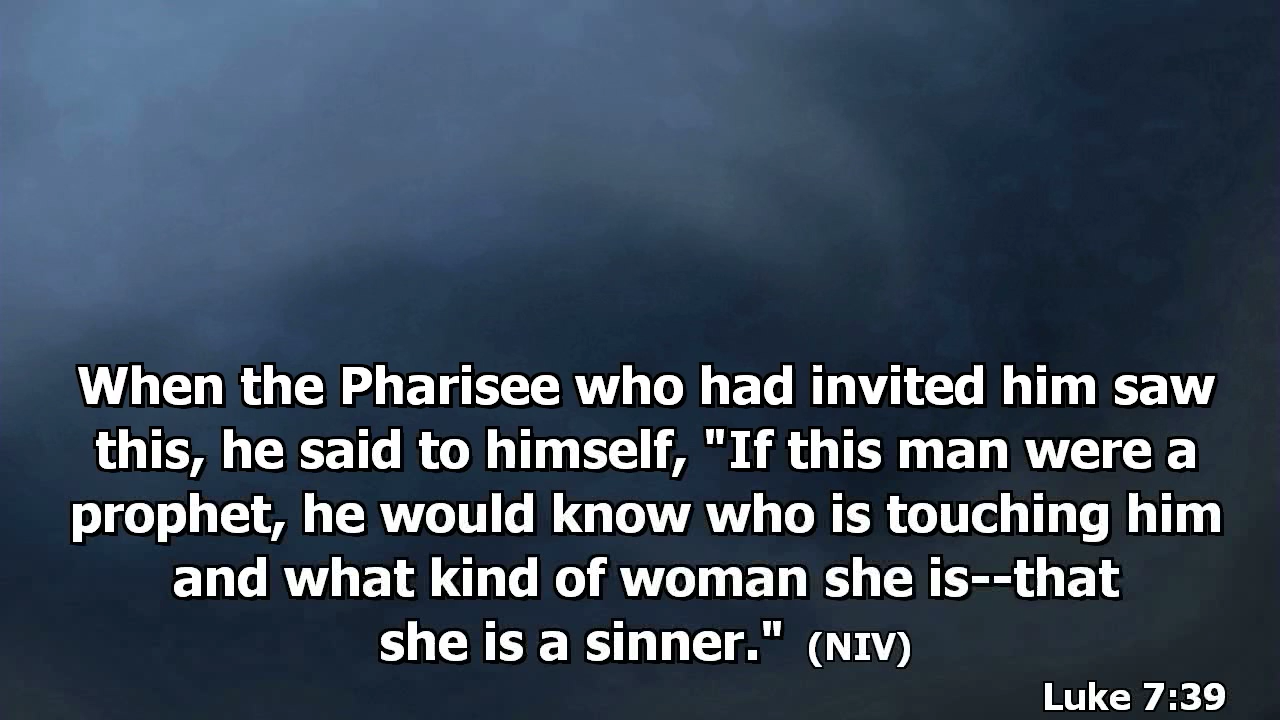 When the Pharisee who had invited him saw
this, he said to himself, "If this man were a
prophet, he would know who is touching him
and what kind of woman she is--that
she is a sinner." (NIV)
Luke 7:39